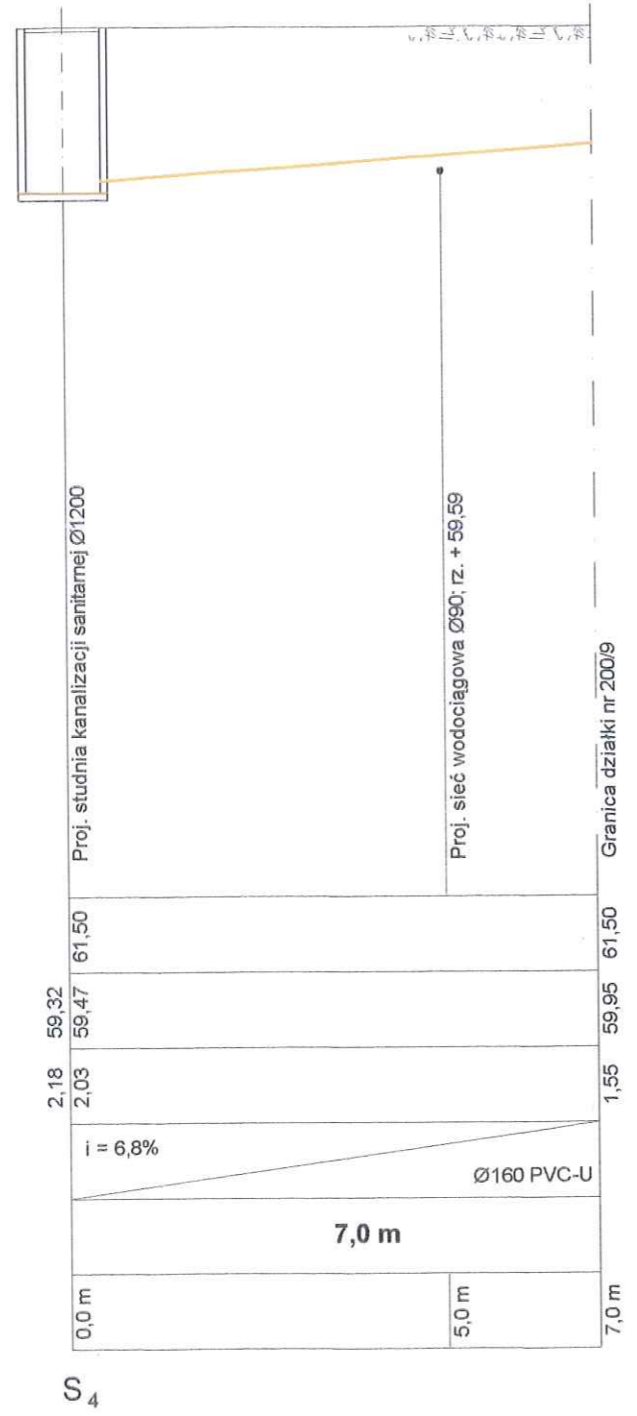 Proj. studnia kanalizacji sanitarnej Ø1200
Proj. sieć wodociągowa Ø90; rz. + 59,59
Granica działki nr 200/9
61,50
61,50
59,32
59,47
59,95
2,18
2,03
1,55
i = 6,8%
Ø160 PVC-U
7,0 m
0,0 m
5,0 m
7,0 m
S4